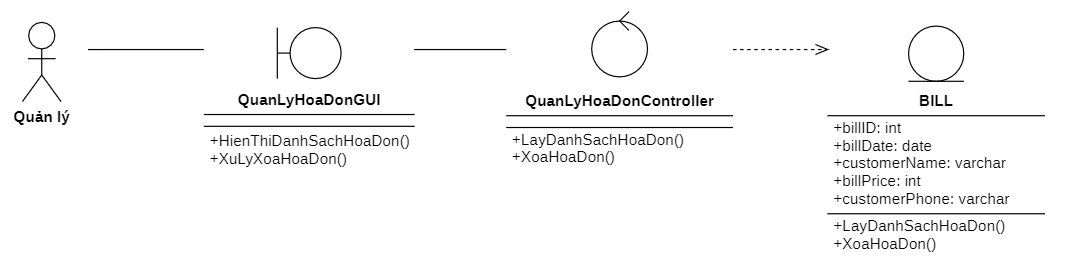 Quản lý
QuanLyHoaDonGUI
+HienThiDanhSachHoaDon()
+XuLyXoaHoaDon()
QuanLyHoaDonController
+LayDanhSachHoaDon()
+XoaHoaDon()
BILL
+billID: int
+billDate: date
+customerName: varchar
+billPrice: int
+customerPhone: varchar
+LayDanhSachHoaDon()
+XoaHoaDon()